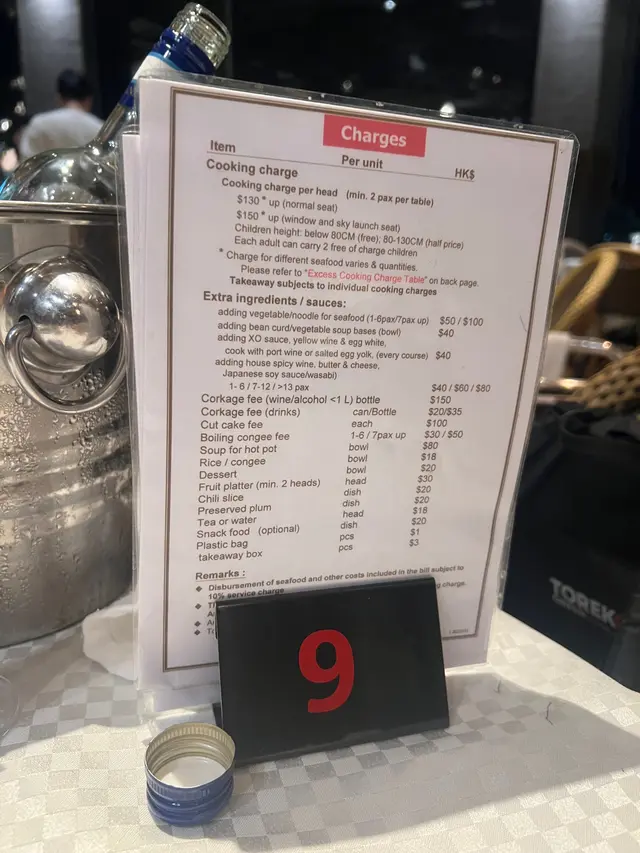 Charges
Item Per unit HK$
Cooking charge
Cooking charge per head (min. 2 pax per table)
$130* up (normal seat)
$150* up (window and sky launch seat)
Children height: below 80CM (free); 80-130CM (half price)
Each adult can carry 2 free of charge children
* Charge for different seafood varies & quantities.
Please refer to "Excess Cooking Charge Table" on back page.
Takeaway subjects to individual cooking charges
Extra ingredients / sauces:
adding vegetable/noodle for seafood (1-6pax/7pax up) $50 / $100
adding bean curd/vegetable soup bases (bowl) $40
adding XO sauce, yellow wine & egg white,
cook with port wine or salted egg yolk, (every course) $40
adding house spicy wine, butter & cheese,
Japanese soy sauce/wasabi)
1- 6 / 7-12 / >13 pax $40 / $60 / $80
Corkage fee (wine/alcohol <1 L) bottle $150
Corkage fee (drinks) can/Bottle $20/$35
Cut cake fee each $100
Boiling congee fee 1-6 / 7pax up $30 / $50
Soup for hot pot bowl $80
Rice / congee bowl $18
Dessert bowl $20
Fruit platter (min. 2 heads) head $30
Chili slice dish $20
Preserved plum dish $20
Tea or water head $18
Snack food (optional) dish $20
Plastic bag pcs $1
takeaway box pcs $3
Remarks :
Disbursement of seafood and other costs included in the bill subject to
10% service charge
charge.
9
TOREK